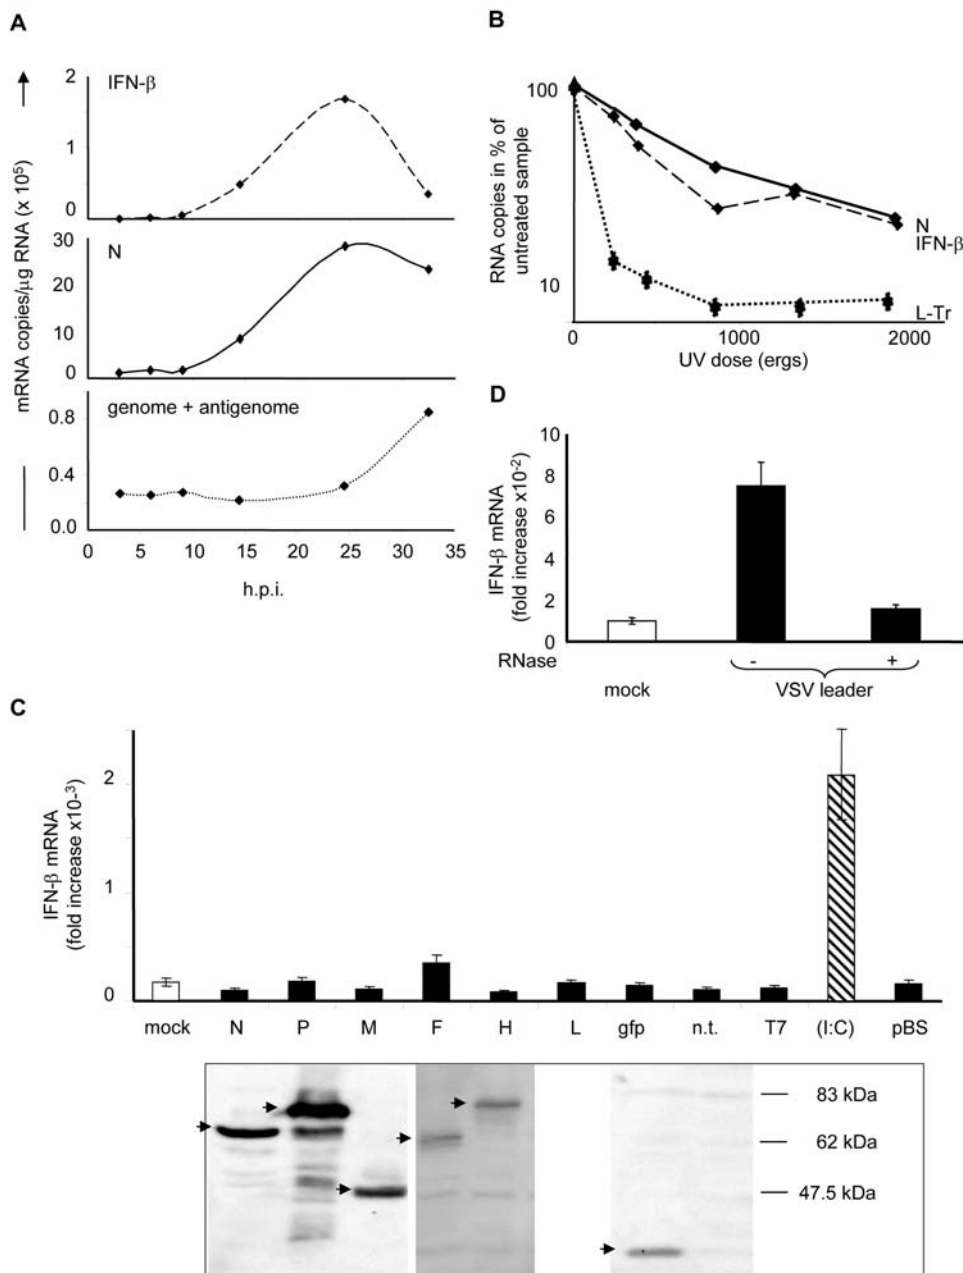 A
mRNA copies/µg RNA (x 10⁵)
IFN-β
2
1
0
N
30
20
10
0
genome + antigenome
0.8
0.4
0.0
0 5 10 15 20 25 30 35
h.p.i.
B
RNA copies in % of
untreated sample
100
10
N
IFN-β
L-Tr
0 1000 2000
UV dose (ergs)
D
IFN-β mRNA
(fold increase x10⁻²)
10
8
6
4
2
0
RNase - +
mock VSV leader
C
IFN-β mRNA
(fold increase x10⁻³)
2
1
0
mock N P M F H L gfp n.t. T7 (I:C) pBS
83 kDa
62 kDa
47.5 kDa